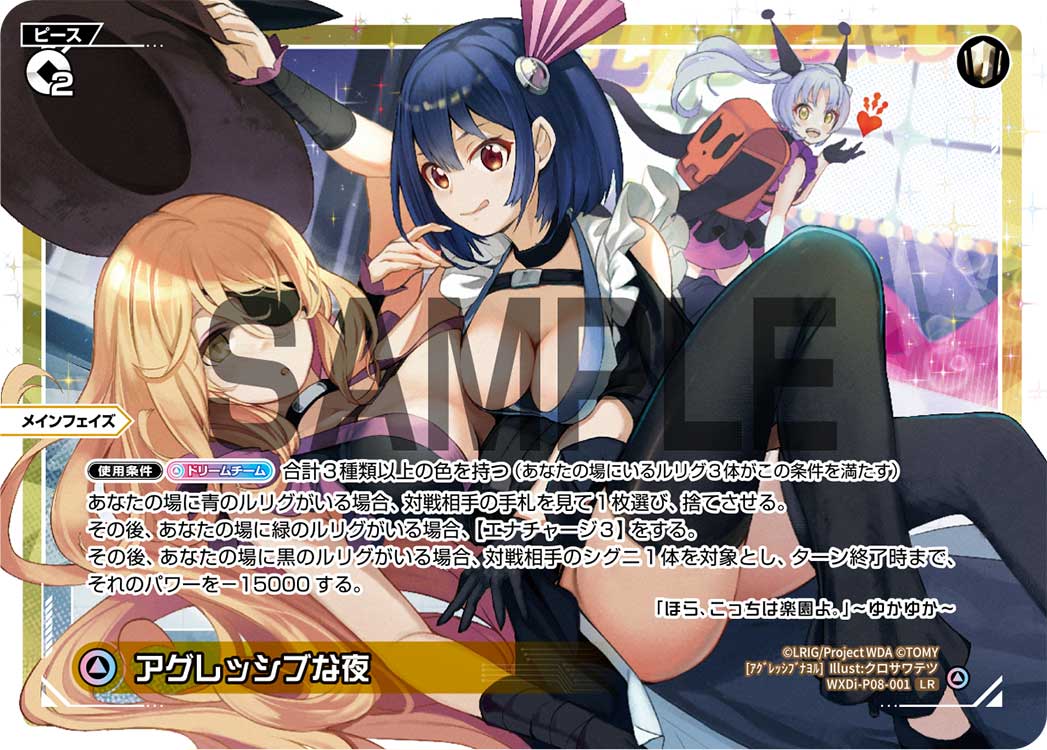 ピース
2
メインフェイズ
SAMPLE
使用条件 ドリームチーム 合計3種類以上の色を持つ（あなたの場にいるルリグ3体がこの条件を満たす）
あなたの場に青のルリグがいる場合、対戦相手の手札を見て1枚選び、捨てさせる。
その後、あなたの場に緑のルリグがいる場合、【エナチャージ3】をする。
その後、あなたの場に黒のルリグがいる場合、対戦相手のシグニ1体を対象とし、ターン終了時まで、
それのパワーを－15000する。
「ほら、こっちは楽園よ。」～ゆかゆか～
アグレッシブな夜
©LRIG/Project WDA ©TOMY
[ｱｸﾞﾚｯｼﾌﾞﾅﾖﾙ] Illust:クロサワテツ
WXDi-P08-001 LR